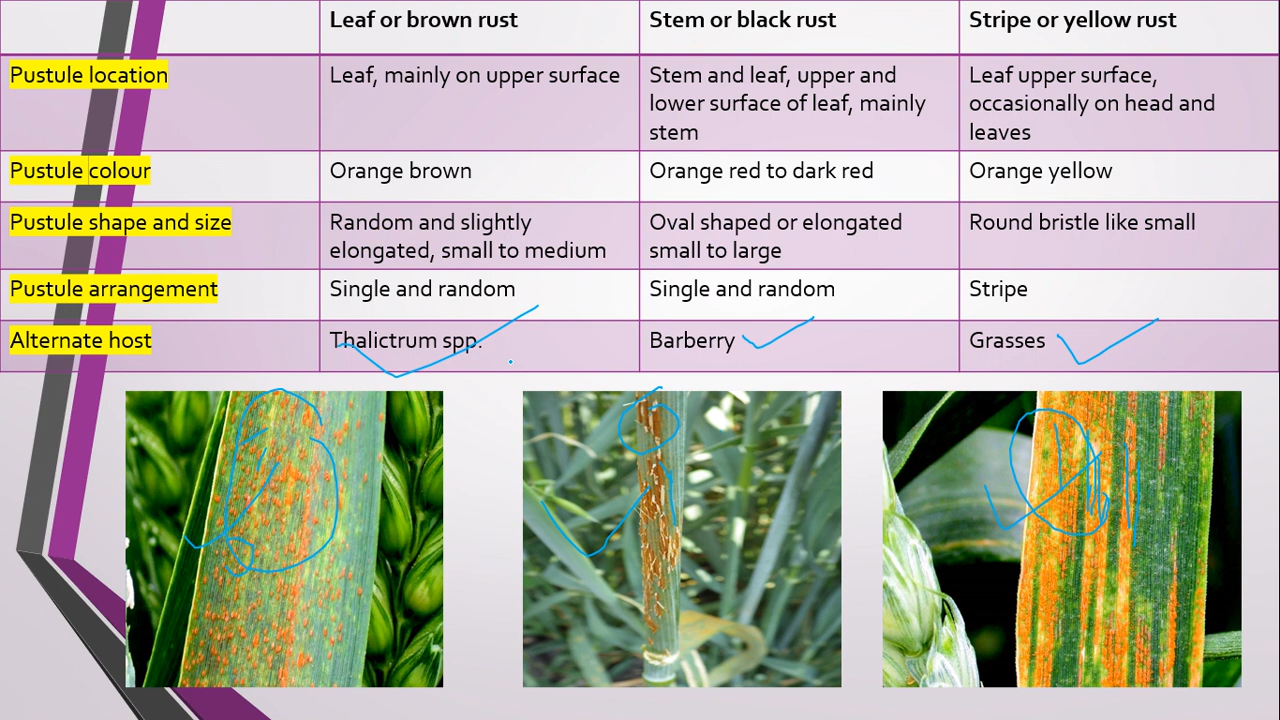 Leaf or brown rust Stem or black rust Stripe or yellow rust
Pustule location Leaf, mainly on upper surface Stem and leaf, upper and Leaf upper surface,
lower surface of leaf, mainly occasionally on head and
stem leaves
Pustule colour Orange brown Orange red to dark red Orange yellow
Pustule shape and size Random and slightly Oval shaped or elongated Round bristle like small
elongated, small to medium small to large
Pustule arrangement Single and random Single and random Stripe
Alternate host Thalictrum spp. Barberry Grasses